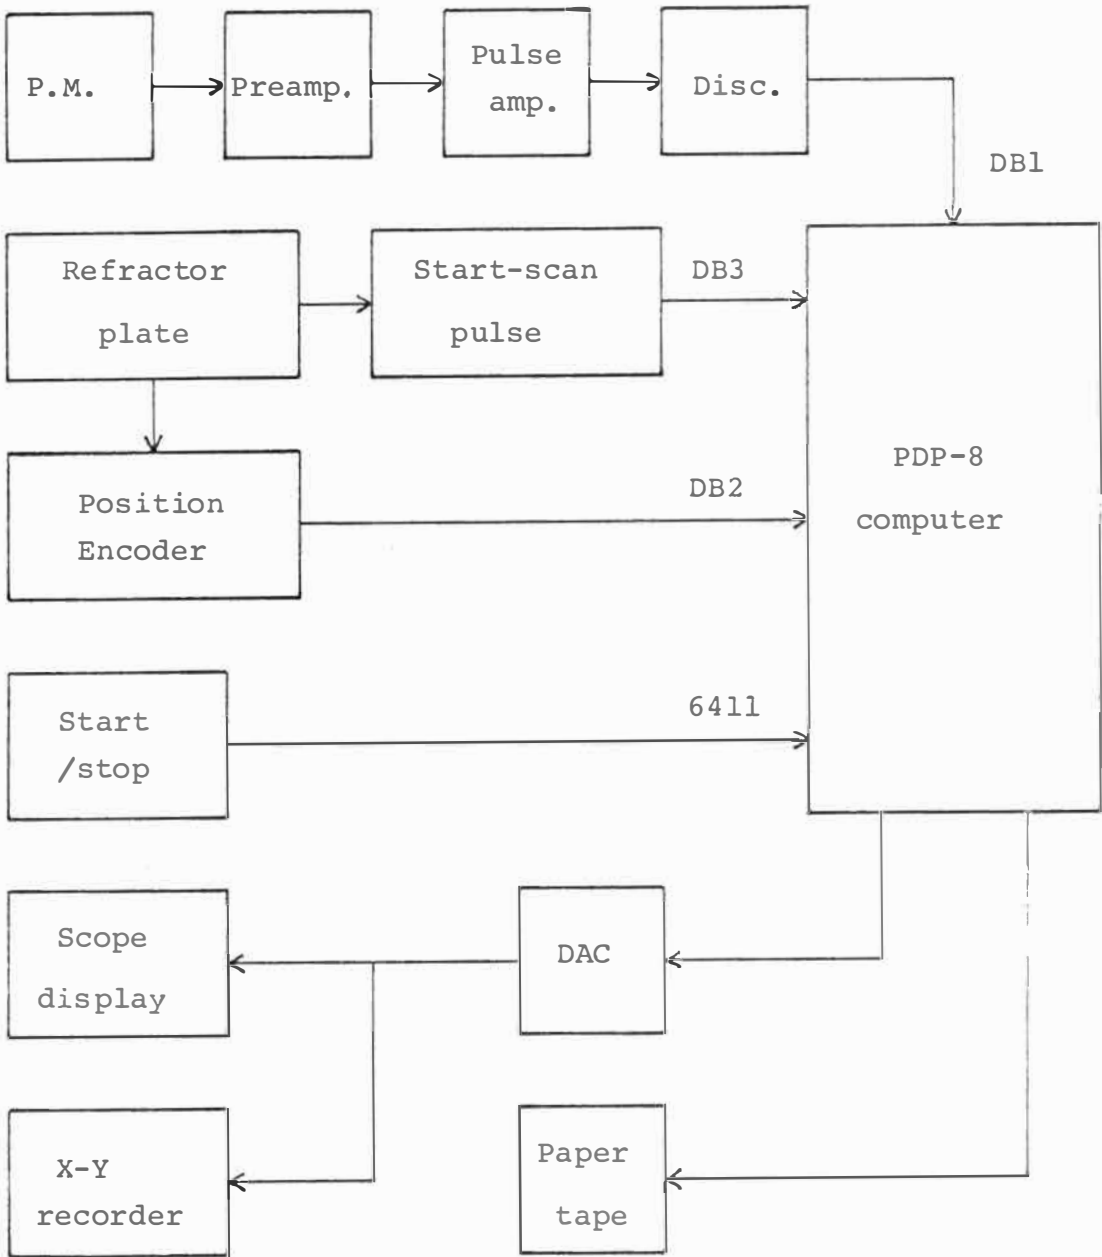 P.M.
Preamp.
Pulse
amp.
Disc.
DB1
Refractor
plate
Start-scan
pulse
DB3
PDP-8
computer
Position
Encoder
DB2
Start
/stop
6411
Scope
display
DAC
X-Y
recorder
Paper
tape